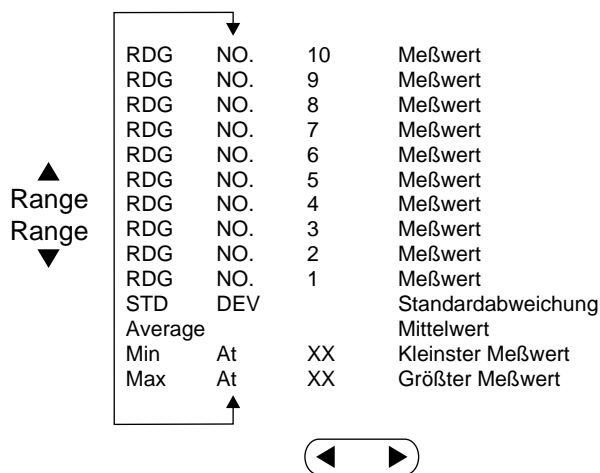 RDG NO. 10 Meßwert
RDG NO. 9 Meßwert
RDG NO. 8 Meßwert
RDG NO. 7 Meßwert
RDG NO. 6 Meßwert
RDG NO. 5 Meßwert
RDG NO. 4 Meßwert
RDG NO. 3 Meßwert
RDG NO. 2 Meßwert
RDG NO. 1 Meßwert
STD DEV Standardabweichung
Average Mittelwert
Min At XX Kleinster Meßwert
Max At XX Größter Meßwert
Range
Range